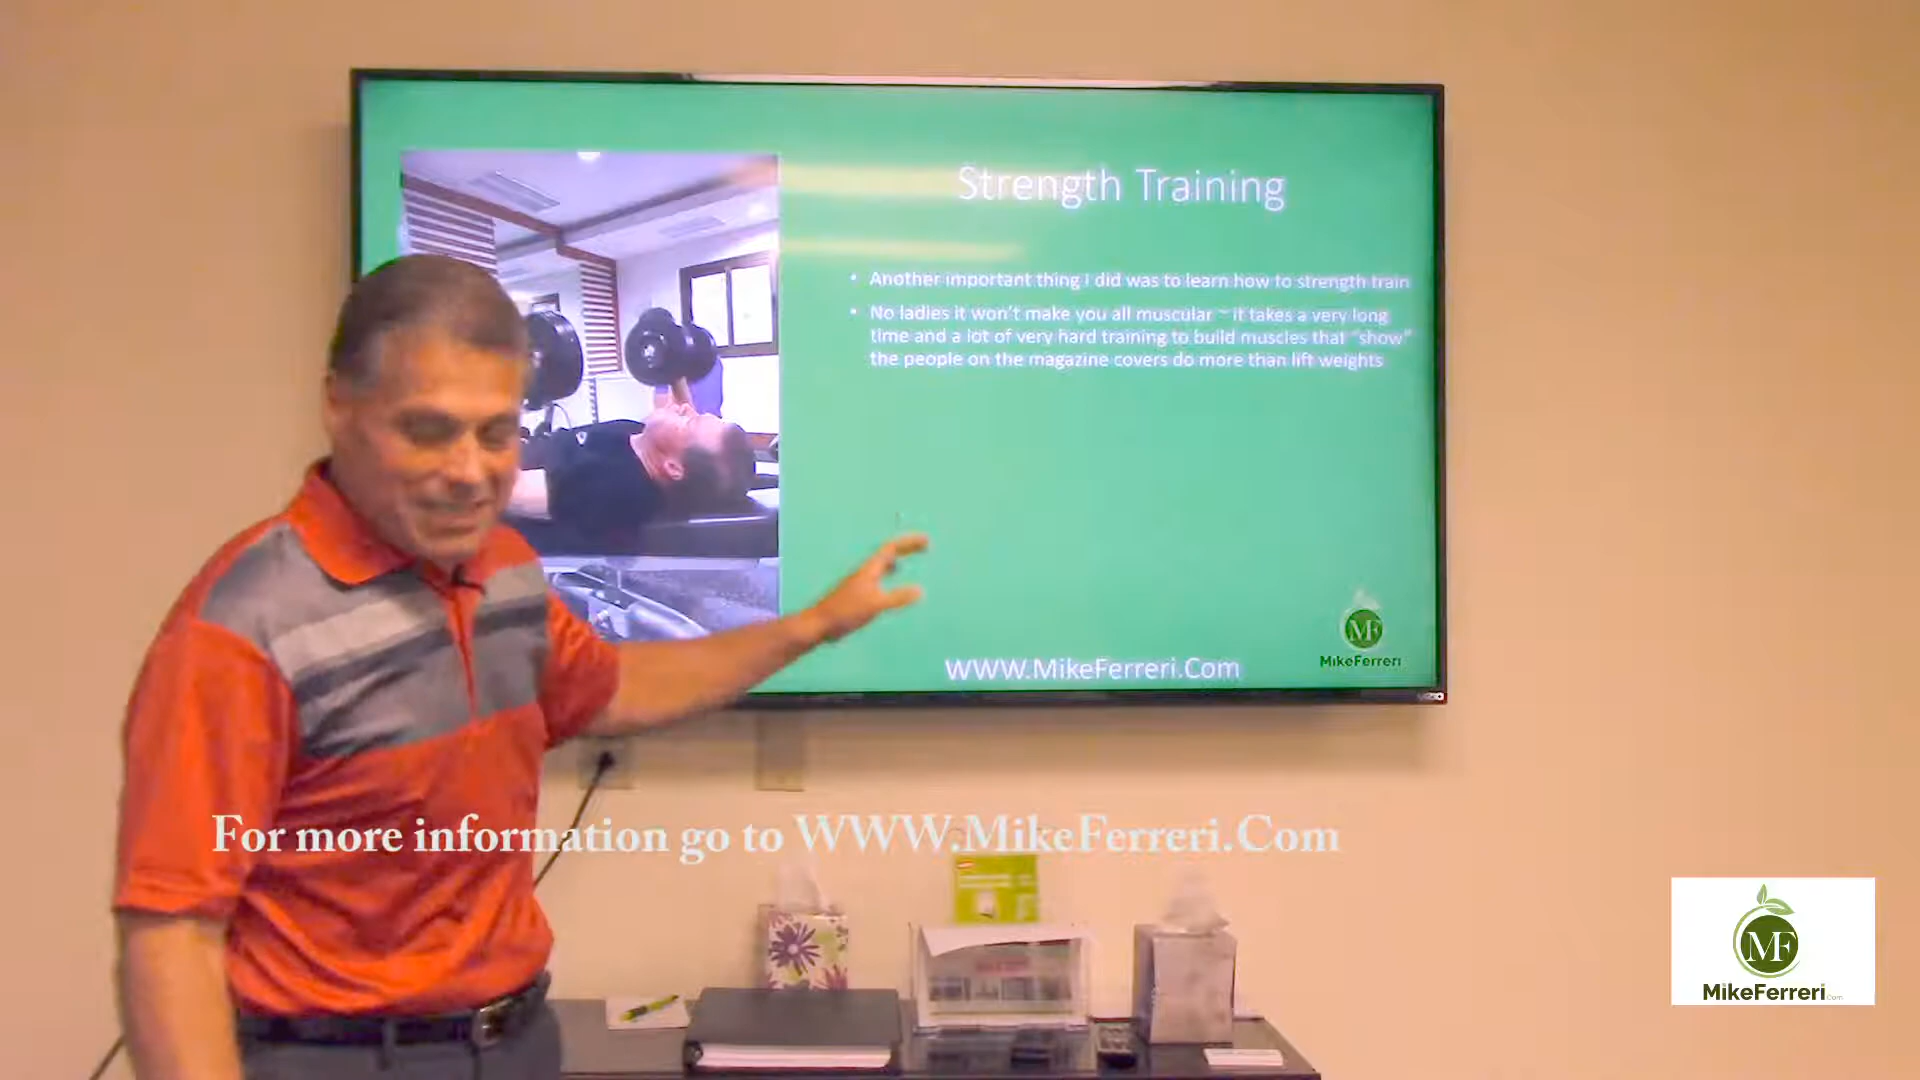 Strength Training
• Another important thing I did was to learn how to strength train
• No ladies it won't make you all muscular ~ it takes a very long
time and a lot of very hard training to build muscles that "show"
the people on the magazine covers do more than lift weights
MF
MikeFerreri
WWW.MikeFerreri.Com
VIZIO
For more information go to WWW.MikeFerreri.Com
MF
MikeFerreri.Com